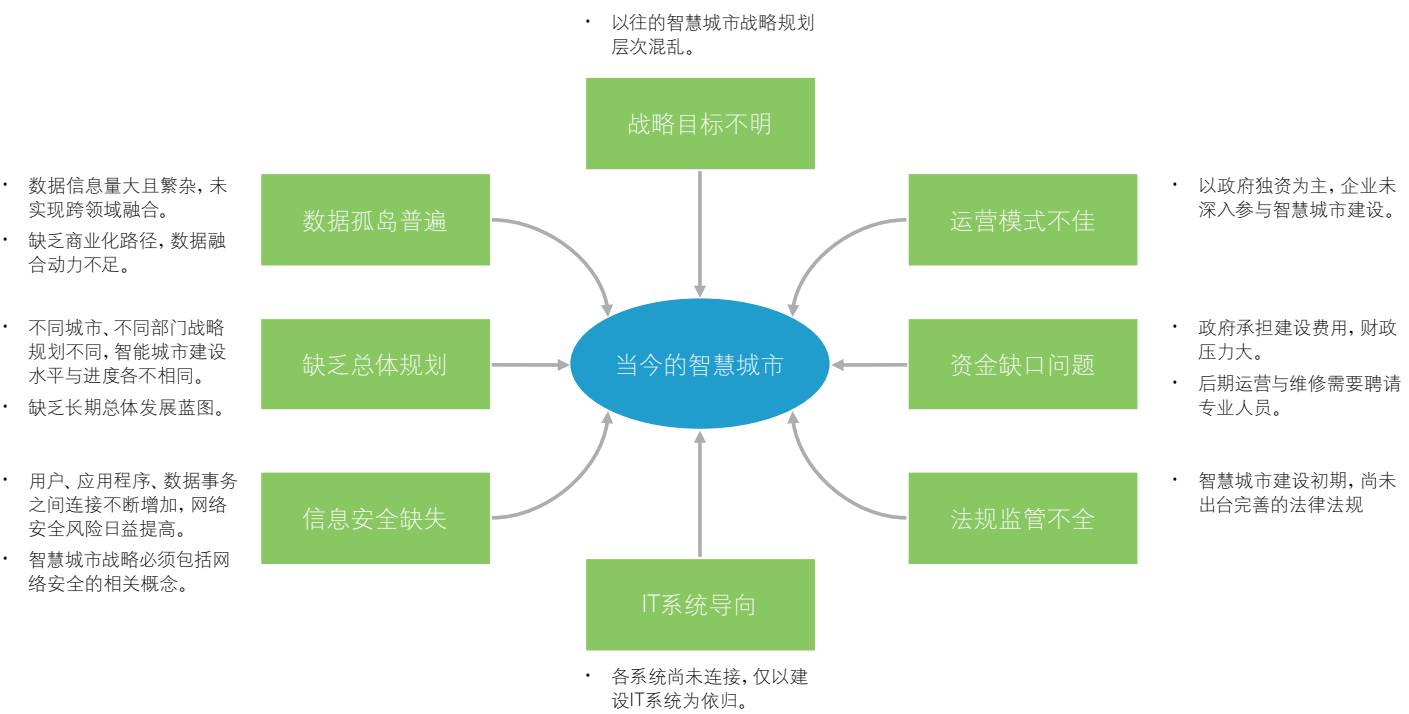 · 以往的智慧城市战略规划
层次混乱。
战略目标不明
· 数据信息量大且繁杂，未
实现跨领域融合。
· 缺乏商业化路径，数据融
合动力不足。
数据孤岛普遍
运营模式不佳
· 以政府独资为主，企业未
深入参与智慧城市建设。
· 不同城市、不同部门战略
规划不同，智能城市建设
水平与进度各不相同。
· 缺乏长期总体发展蓝图。
缺乏总体规划
当今的智慧城市
资金缺口问题
· 政府承担建设费用，财政
压力大。
· 后期运营与维修需要聘请
专业人员。
· 用户、应用程序、数据事务
之间连接不断增加，网络
安全风险日益提高。
· 智慧城市战略必须包括网
络安全的相关概念。
信息安全缺失
法规监管不全
· 智慧城市建设初期，尚未
出台完善的法律法规
IT系统导向
· 各系统尚未连接，仅以建
设IT系统为依归。